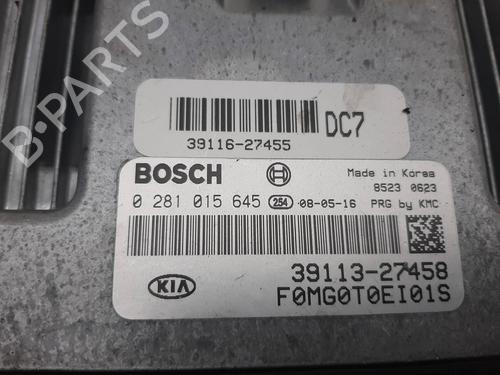 B-PARTS
39116-27455
DC7
BOSCH
Made in Korea
8523 0623
0 281 015 645 254 08-05-16 PRG by KMC
39113-27458
KIA
F0MG0T0EI01S